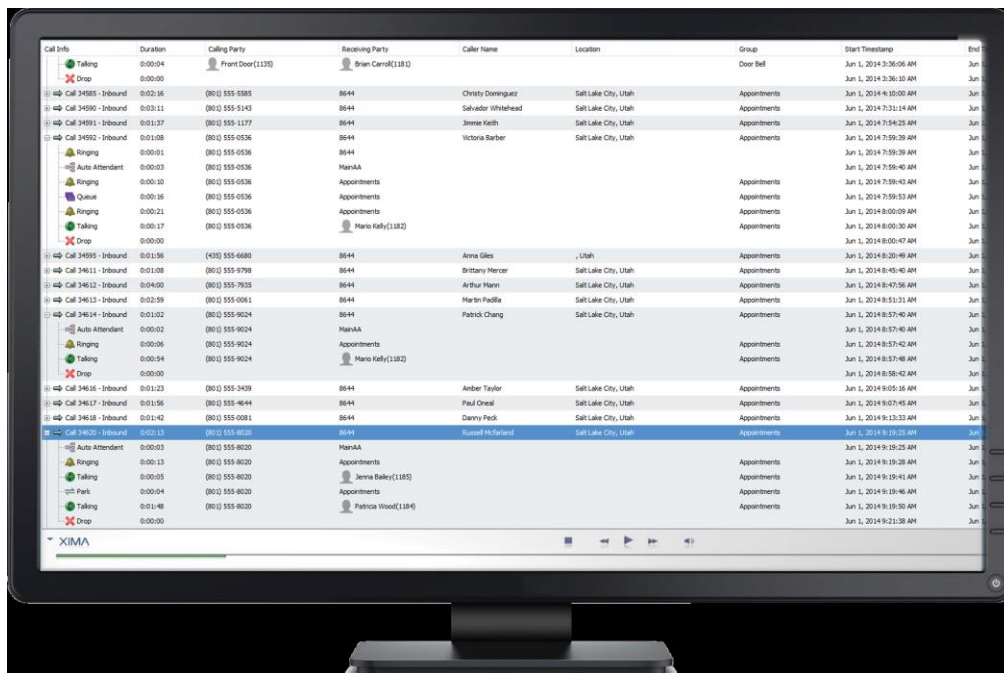 Call Info Duration Calling Party Receiving Party Caller Name Location Group Start Timestamp End
Talking 0:00:04 Front Door(1135) Brian Carroll(1181) Door Bell Jun 1, 2014 3:36:06 AM Jun
Drop 0:00:00 Jun 1, 2014 3:36:10 AM Jun
Call 34585 - Inbound 0:02:16 (801) 555-5585 8644 Christy Dominguez Salt Lake City, Utah Appointments Jun 1, 2014 4:10:00 AM Jun
Call 34590 - Inbound 0:03:11 (801) 555-5143 8644 Salvador Whitehead Salt Lake City, Utah Appointments Jun 1, 2014 7:31:14 AM Jun
Call 34591 - Inbound 0:01:37 (801) 555-1177 8644 Jimmie Keith Salt Lake City, Utah Appointments Jun 1, 2014 7:54:25 AM Jun
Call 34592 - Inbound 0:01:08 (801) 555-0536 8644 Victoria Barber Salt Lake City, Utah Appointments Jun 1, 2014 7:59:39 AM Jun
Ringing 0:00:01 (801) 555-0536 8644 Jun 1, 2014 7:59:39 AM Jun
Auto Attendant 0:00:03 (801) 555-0536 MainAA Jun 1, 2014 7:59:40 AM Jun
Ringing 0:00:10 (801) 555-0536 Appointments Appointments Jun 1, 2014 7:59:43 AM Jun
Queue 0:00:16 (801) 555-0536 Appointments Appointments Jun 1, 2014 7:59:53 AM Jun
Ringing 0:00:21 (801) 555-0536 Appointments Appointments Jun 1, 2014 8:00:09 AM Jun
Talking 0:00:17 (801) 555-0536 Mario Kelly(1182) Appointments Jun 1, 2014 8:00:30 AM Jun
Drop 0:00:00 Jun 1, 2014 8:00:47 AM Jun
Call 34595 - Inbound 0:01:56 (435) 555-6680 8644 Anna Giles , Utah Appointments Jun 1, 2014 8:20:49 AM Jun
Call 34611 - Inbound 0:01:08 (801) 555-9798 8644 Brittany Mercer Salt Lake City, Utah Appointments Jun 1, 2014 8:45:40 AM Jun
Call 34612 - Inbound 0:04:00 (801) 555-7935 8644 Arthur Mann Salt Lake City, Utah Appointments Jun 1, 2014 8:47:56 AM Jun
Call 34613 - Inbound 0:02:59 (801) 555-0061 8644 Martin Padilla Salt Lake City, Utah Appointments Jun 1, 2014 8:51:31 AM Jun
Call 34614 - Inbound 0:01:02 (801) 555-9024 8644 Patrick Chang Salt Lake City, Utah Appointments Jun 1, 2014 8:57:40 AM Jun
Auto Attendant 0:00:02 (801) 555-9024 MainAA Jun 1, 2014 8:57:40 AM Jun
Ringing 0:00:06 (801) 555-9024 Appointments Appointments Jun 1, 2014 8:57:42 AM Jun
Talking 0:00:54 (801) 555-9024 Mario Kelly(1182) Appointments Jun 1, 2014 8:57:48 AM Jun
Drop 0:00:00 Jun 1, 2014 8:58:42 AM Jun
Call 34616 - Inbound 0:01:23 (801) 555-3439 8644 Amber Taylor Salt Lake City, Utah Appointments Jun 1, 2014 9:05:16 AM Jun
Call 34617 - Inbound 0:01:56 (801) 555-4644 8644 Paul Oneal Salt Lake City, Utah Appointments Jun 1, 2014 9:07:45 AM Jun
Call 34618 - Inbound 0:01:42 (801) 555-0081 8644 Danny Peck Salt Lake City, Utah Appointments Jun 1, 2014 9:13:33 AM Jun
Call 34620 - Inbound 0:02:13 (801) 555-8020 8644 Russell Mcfarland Salt Lake City, Utah Appointments Jun 1, 2014 9:19:25 AM Jun
Auto Attendant 0:00:03 (801) 555-8020 MainAA Jun 1, 2014 9:19:25 AM Jun
Ringing 0:00:13 (801) 555-8020 Appointments Appointments Jun 1, 2014 9:19:28 AM Jun
Talking 0:00:05 (801) 555-8020 Jenna Bailey(1185) Appointments Jun 1, 2014 9:19:41 AM Jun
Park 0:00:04 (801) 555-8020 Appointments Appointments Jun 1, 2014 9:19:46 AM Jun
Talking 0:01:48 (801) 555-8020 Patricia Wood(1184) Appointments Jun 1, 2014 9:19:50 AM Jun
Drop 0:00:00 Jun 1, 2014 9:21:38 AM Jun
XIMA